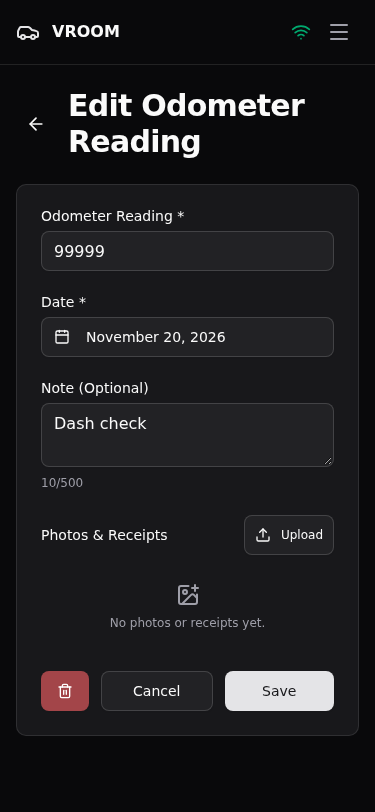 VROOM
Edit Odometer
Reading
Odometer Reading *
99999
Date *
November 20, 2026
Note (Optional)
Dash check
10/500
Photos & Receipts
Upload
No photos or receipts yet.
Cancel
Save